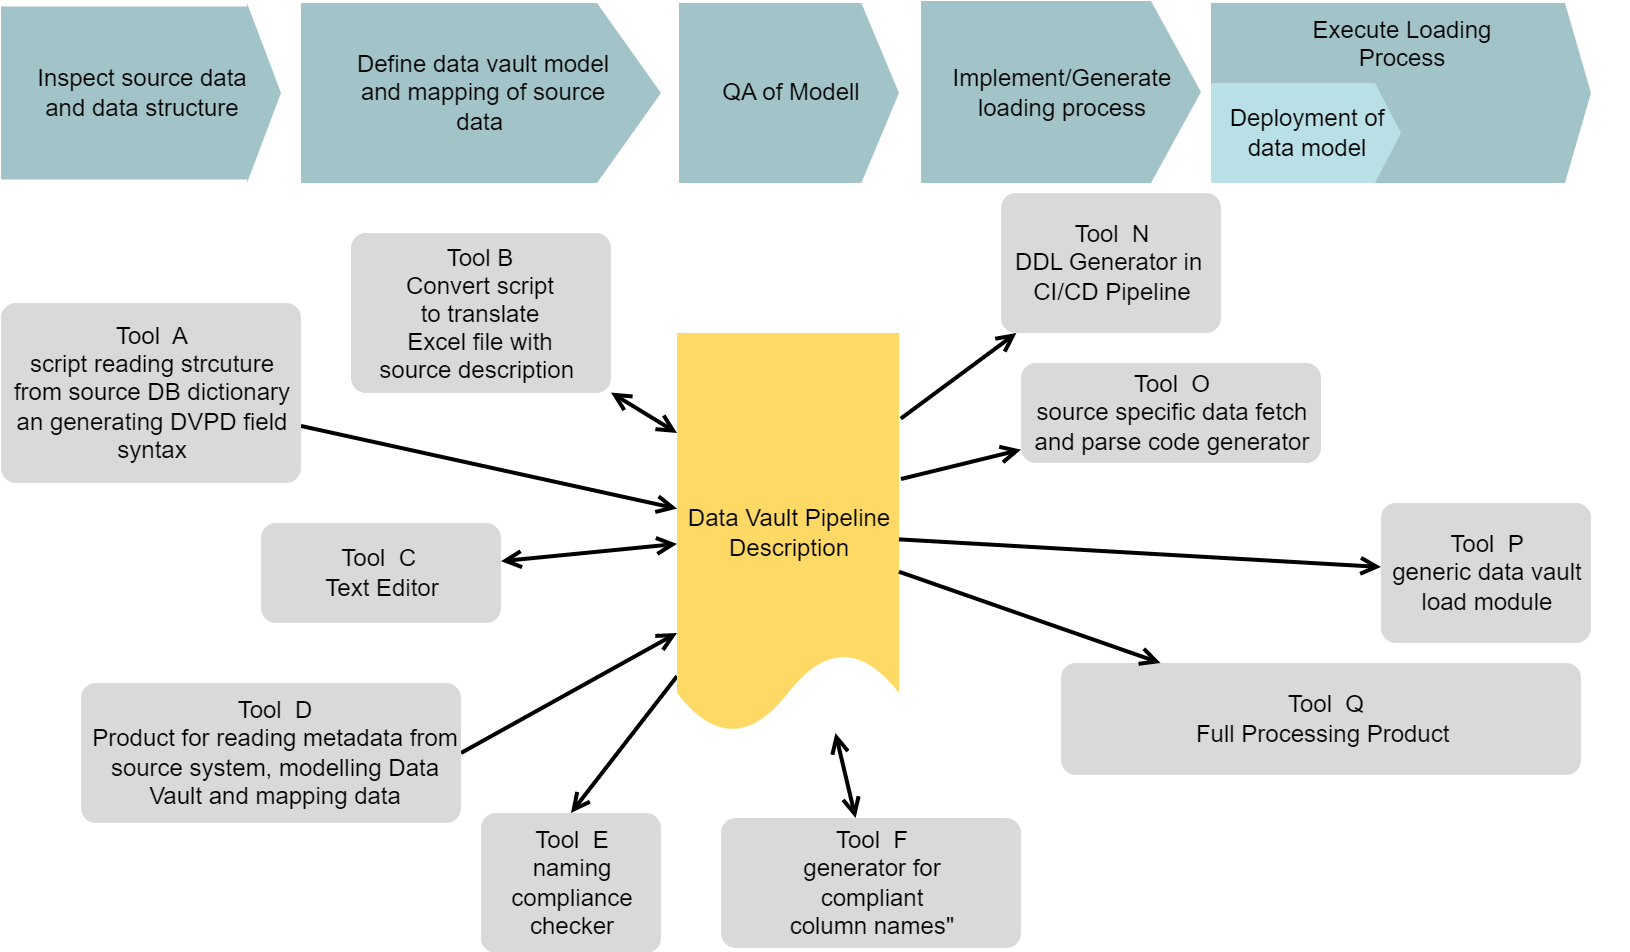 Inspect source data
and data structure
Define data vault model
and mapping of source
data
QA of Modell
Implement/Generate
loading process
Execute Loading
Process
Deployment of
data model
Tool A
script reading strcuture
from source DB dictionary
an generating DVPD field
syntax
Tool B
Convert script
to translate
Excel file with
source description
Tool C
Text Editor
Tool D
Product for reading metadata from
source system, modelling Data
Vault and mapping data
Tool E
naming
compliance
checker
Tool F
generator for
compliant
column names"
Data Vault Pipeline
Description
Tool N
DDL Generator in
CI/CD Pipeline
Tool O
source specific data fetch
and parse code generator
Tool P
generic data vault
load module
Tool Q
Full Processing Product